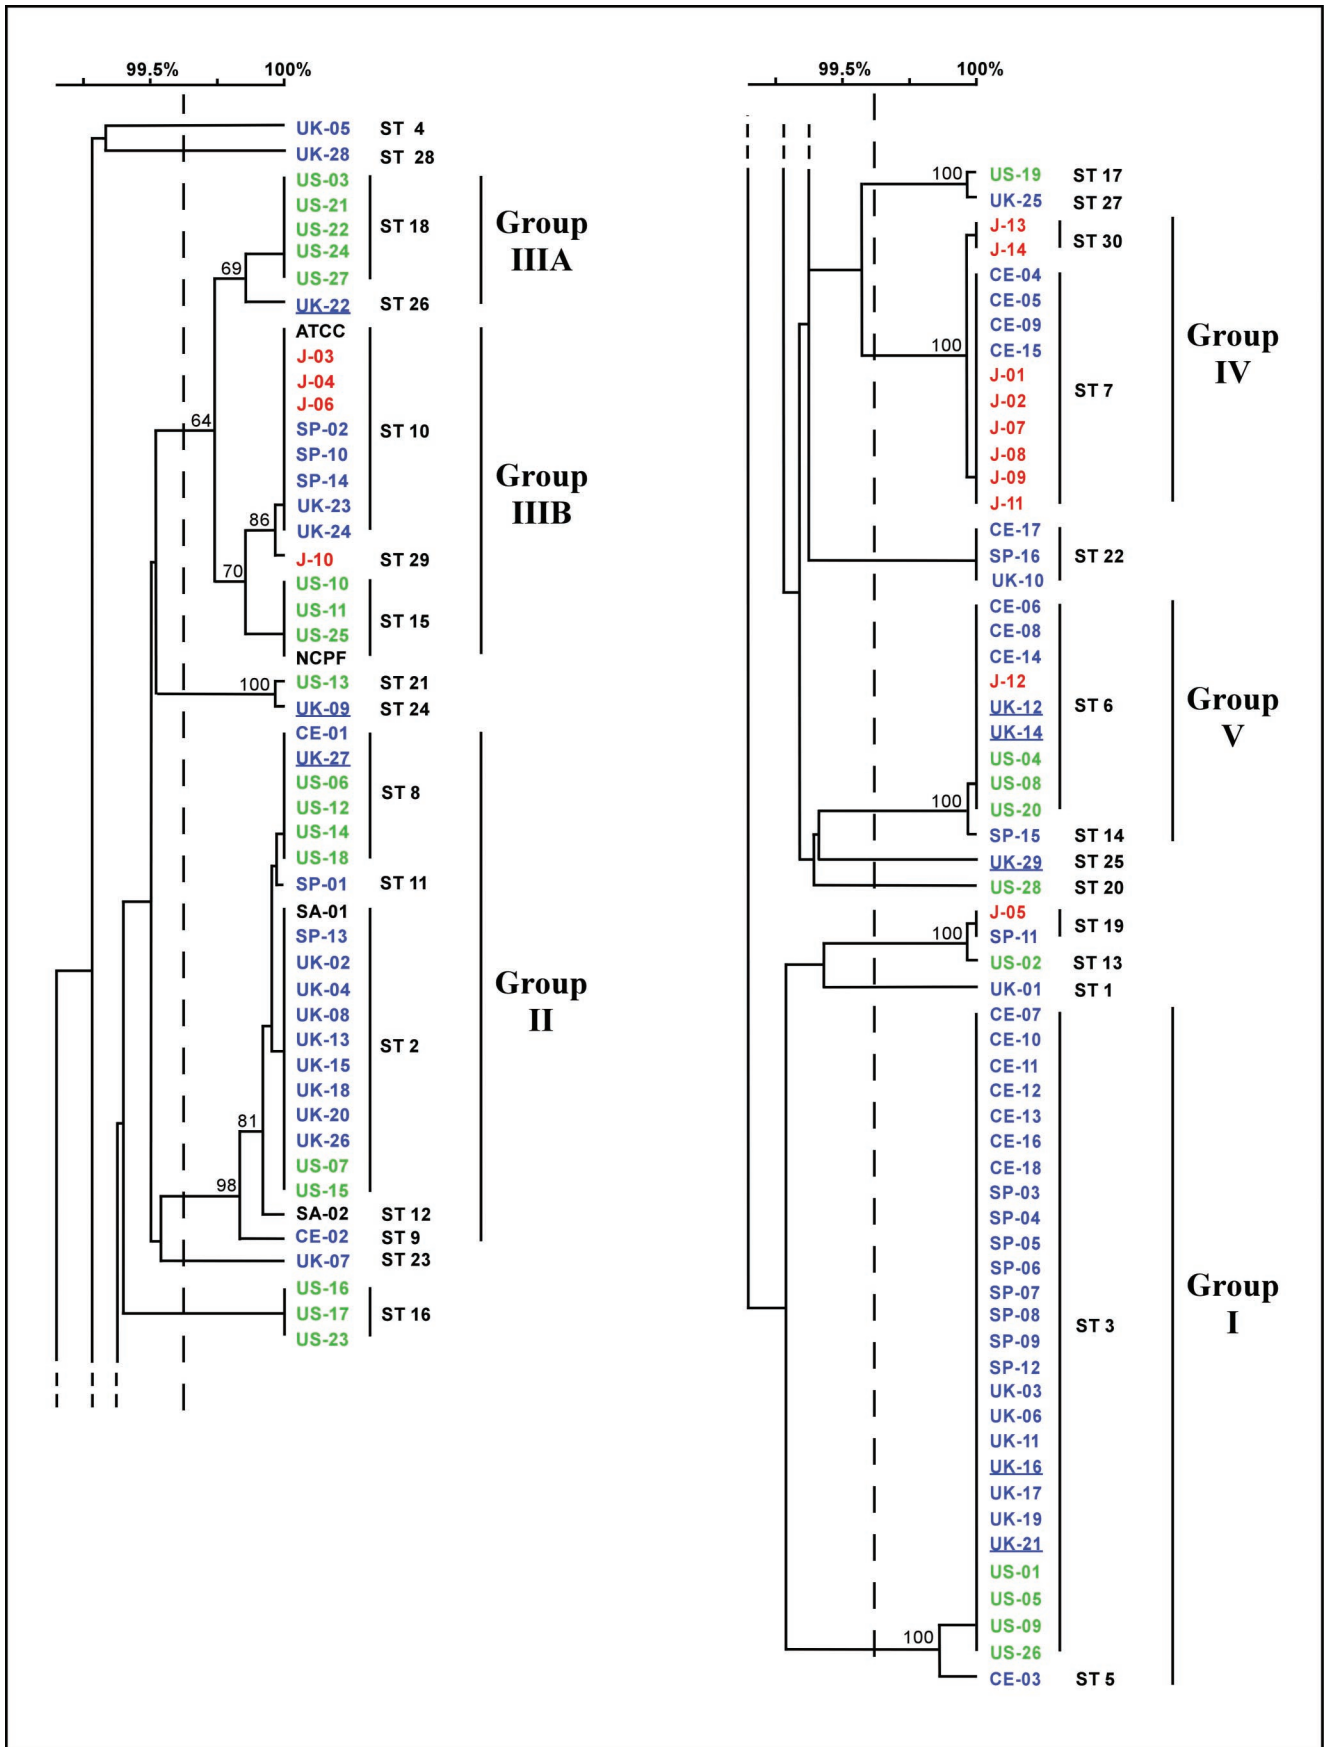 99.5% 100%
UK-05 ST 4
UK-28 ST 28
US-03
US-21
US-22 ST 18
US-24
69
US-27
UK-22 ST 26
Group
IIIA
ATCC
J-03
J-04
J-06
64
SP-02 ST 10
SP-10
SP-14
UK-23
86
UK-24
J-10 ST 29
70
US-10
US-11
US-25 ST 15
NCPF
Group
IIIB
100
US-13 ST 21
UK-09 ST 24
CE-01
UK-27
US-06
US-12 ST 8
US-14
US-18
SP-01 ST 11
SA-01
SP-13
UK-02
UK-04
UK-08
UK-13
UK-15 ST 2
UK-18
UK-20
81
UK-26
US-07
98
US-15
SA-02 ST 12
CE-02 ST 9
Group
II
UK-07 ST 23
US-16
US-17 ST 16
US-23
99.5% 100%
100
US-19 ST 17
UK-25 ST 27
J-13
J-14 ST 30
CE-04
CE-05
CE-09
100
CE-15
J-01
J-02 ST 7
J-07
J-08
J-09
J-11
Group
IV
CE-17
SP-16 ST 22
UK-10
CE-06
CE-08
CE-14
J-12
UK-12 ST 6
UK-14
US-04
US-08
100
US-20
SP-15 ST 14
Group
V
UK-29 ST 25
US-28 ST 20
J-05
100
SP-11 ST 19
US-02 ST 13
UK-01 ST 1
CE-07
CE-10
CE-11
CE-12
CE-13
CE-16
CE-18
SP-03
SP-04
SP-05
SP-06
SP-07
SP-08
ST 3
SP-09
SP-12
UK-03
UK-06
UK-11
UK-16
UK-17
UK-19
UK-21
US-01
US-05
US-09
100
US-26
CE-03 ST 5
Group
I